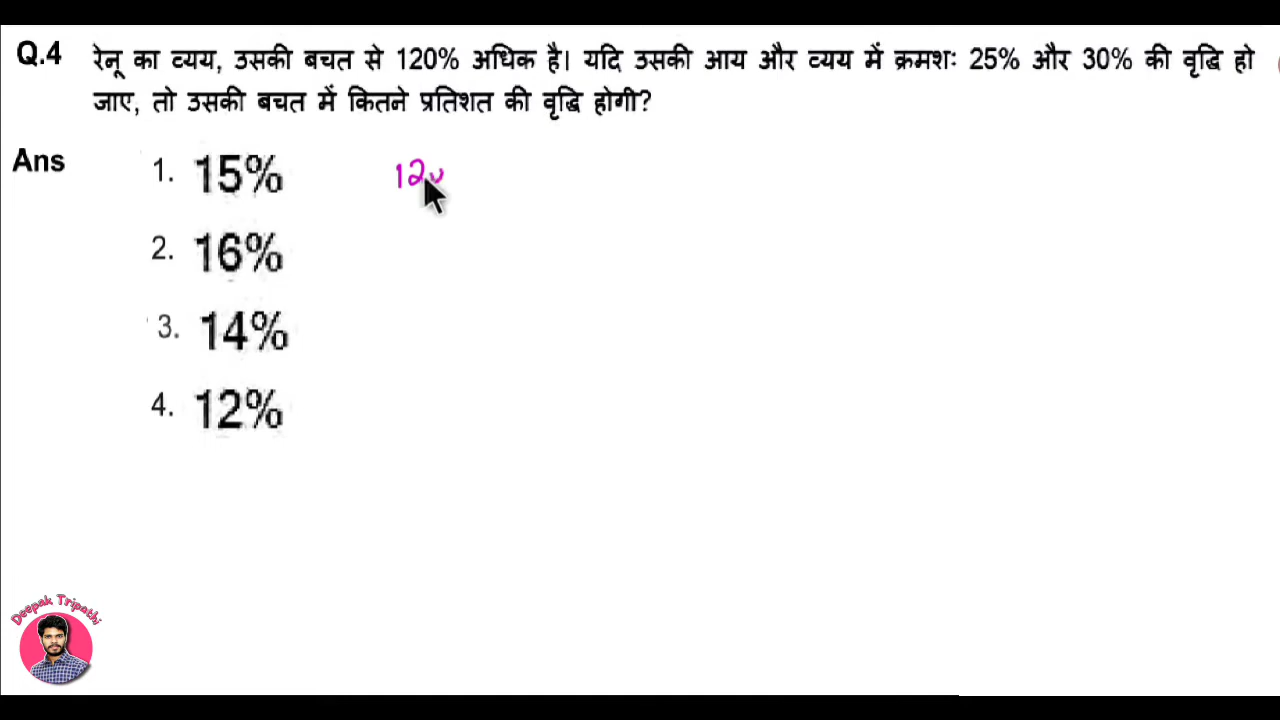 Q.4 रेनू का व्यय, उसकी बचत से 120% अधिक है। यदि उसकी आय और व्यय में क्रमशः 25% और 30% की वृद्धि हो
जाए, तो उसकी बचत में कितने प्रतिशत की वृद्धि होगी?
Ans 1. 15%
2. 16%
3. 14%
4. 12%
Deepak Tripathi